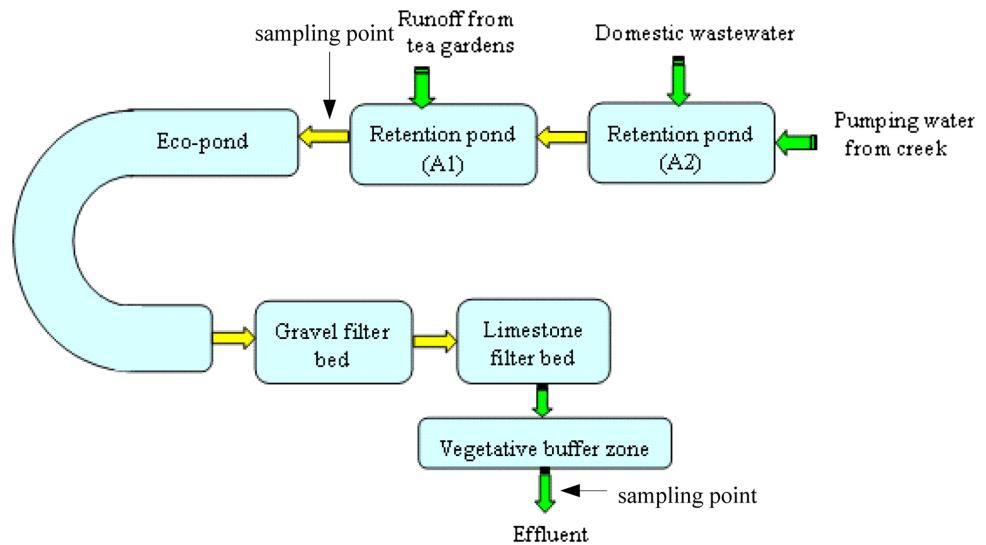 Runoff from
tea gardens
sampling point
Domestic wastewater
Eco-pond
Retention pond
(A1)
Retention pond
(A2)
Pumping water
from creek
Gravel filter
bed
Limestone
filter bed
Vegetative buffer zone
sampling point
Effluent